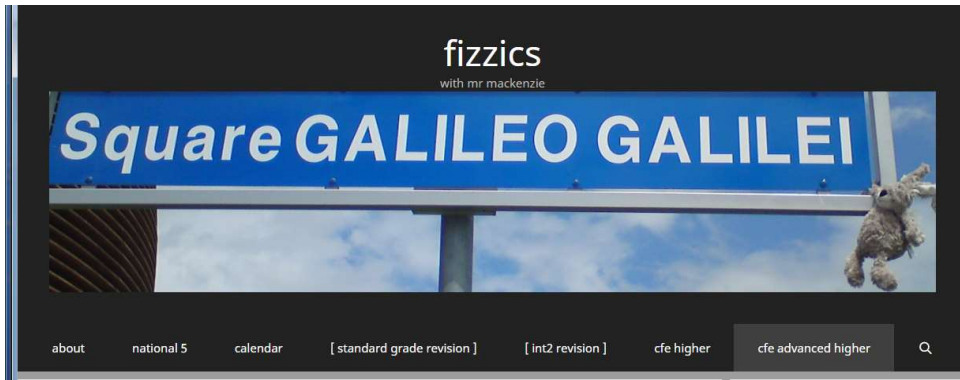 fizzics
with mr mackenzie
Square GALILEO GALILEI
about national 5 calendar [ standard grade revision ] [ int2 revision ] cfe higher cfe advanced higher